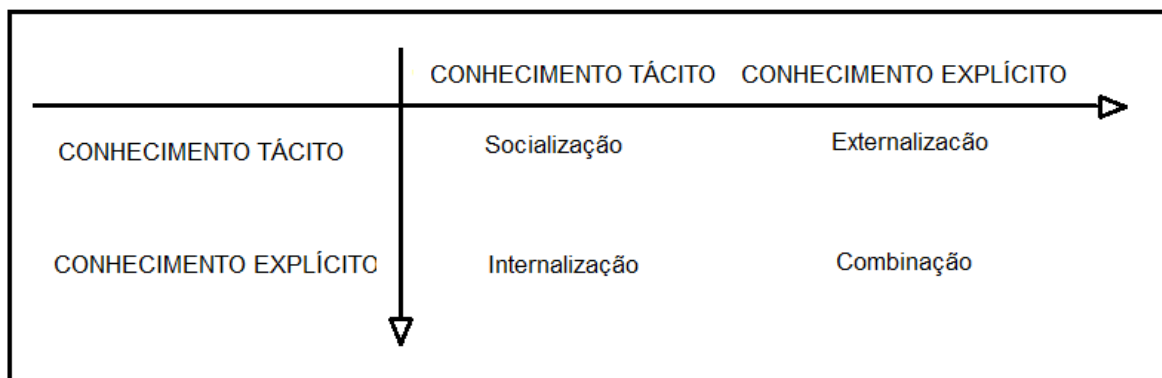 CONHECIMENTO TÁCITO CONHECIMENTO EXPLÍCITO
CONHECIMENTO TÁCITO Socialização Externalizacão
CONHECIMENTO EXPLÍCITO Internalização Combinação